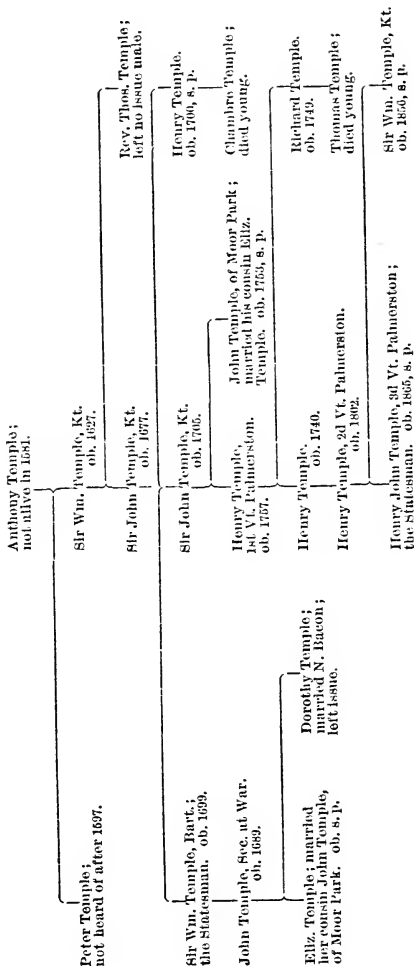 Anthony Temple;
not alive in 1581.
Peter Temple;
not heard of after 1597.
Sir Wm. Temple, Kt.
ob. 1627.
Rev. Thos. Temple;
left no issue male.
Sir John Temple, Kt.
ob. 1677.
Sir Wm. Temple, Bart.;
the Statesman. ob. 1699.
Sir John Temple, Kt.
ob. 1705.
Henry Temple.
ob. 1700, s. p.
John Temple, Sec. at War.
ob. 1689.
Henry Temple,
1st Vt. Palmerston.
ob. 1757.
John Temple, of Moor Park;
married his cousin Eliz.
Temple. ob. 1753, s. p.
Chambre Temple;
died young.
Eliz. Temple; married
her cousin John Temple,
of Moor Park. ob. s. p.
Dorothy Temple;
married N. Bacon;
left issue.
Henry Temple.
ob. 1740.
Richard Temple.
ob. 1749.
Henry Temple, 2d Vt. Palmerston.
ob. 1802.
Thomas Temple;
died young.
Henry John Temple, 3d Vt. Palmerston;
the Statesman. ob. 1865, s. p.
Sir Wm. Temple, Kt.
ob. 1856, s. p.